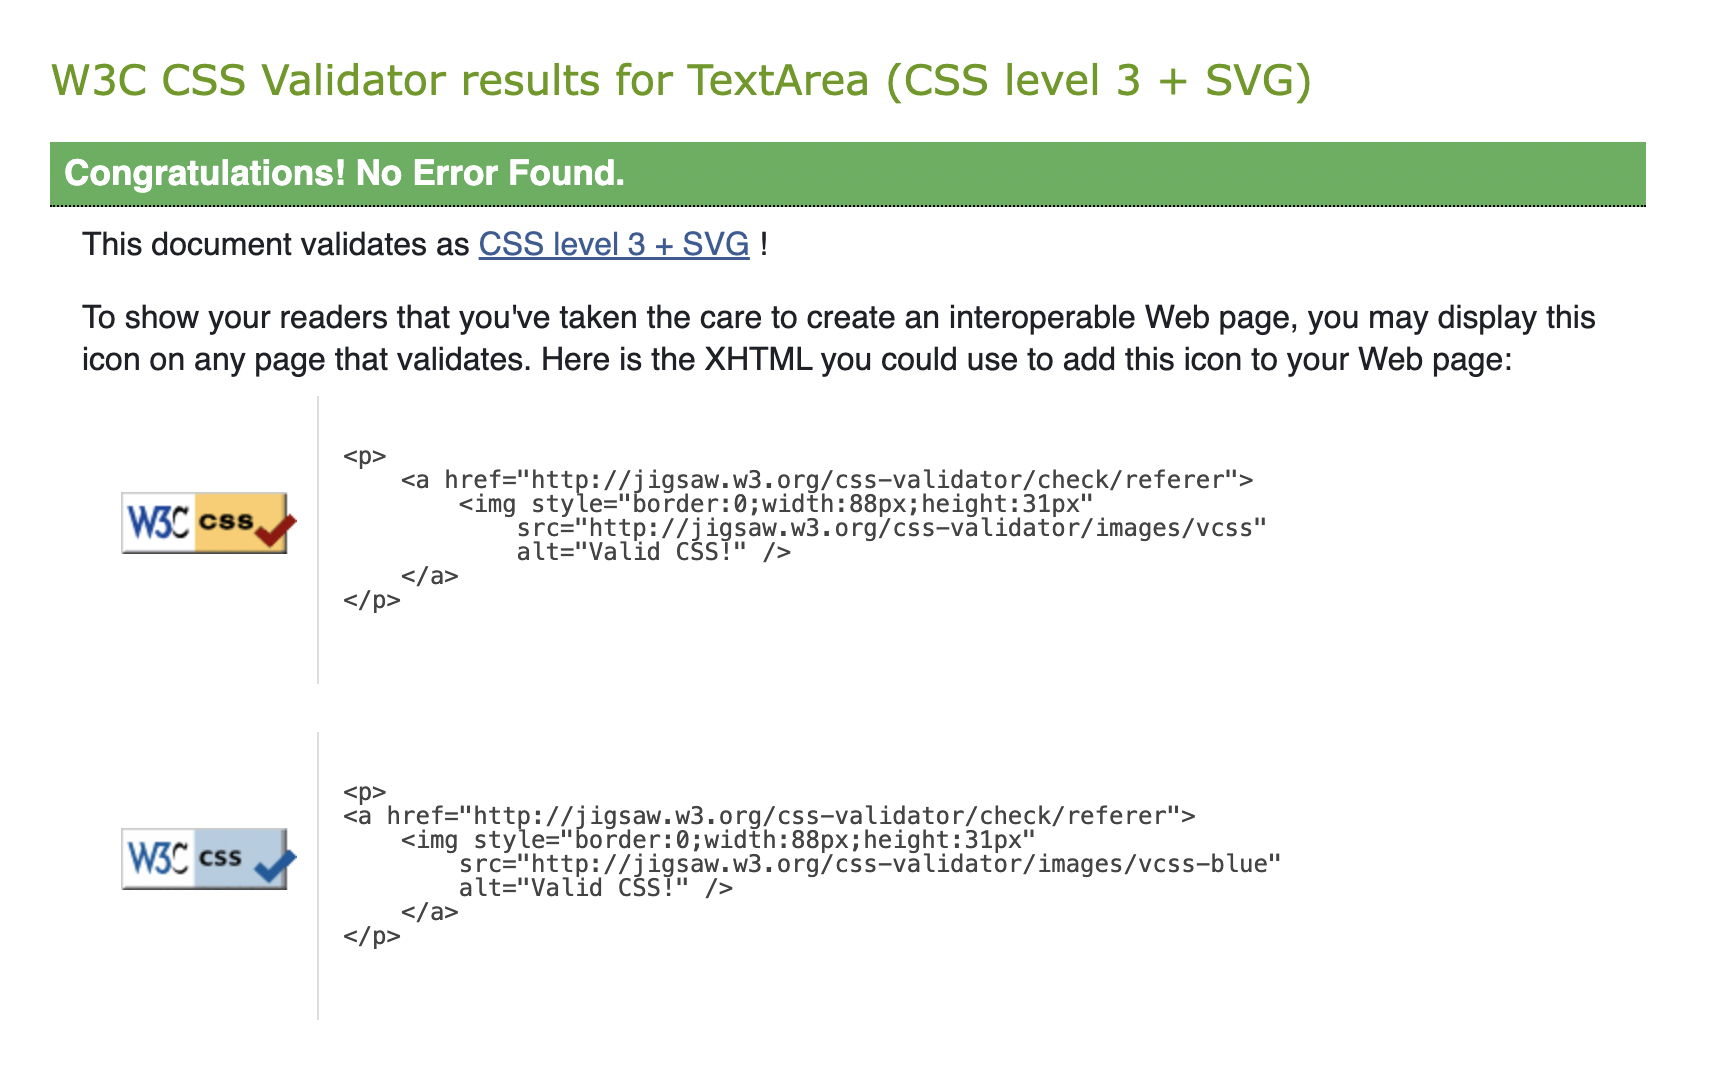 W3C CSS Validator results for TextArea (CSS level 3 + SVG)
Congratulations! No Error Found.
This document validates as CSS level 3 + SVG !
To show your readers that you've taken the care to create an interoperable Web page, you may display this
icon on any page that validates. Here is the XHTML you could use to add this icon to your Web page:
W3C css
<p>
    <a href="http://jigsaw.w3.org/css-validator/check/referer">
        <img style="border:0;width:88px;height:31px"
            src="http://jigsaw.w3.org/css-validator/images/vcss"
            alt="Valid CSS!" />
    </a>
</p>
W3C css
<p>
<a href="http://jigsaw.w3.org/css-validator/check/referer">
    <img style="border:0;width:88px;height:31px"
        src="http://jigsaw.w3.org/css-validator/images/vcss-blue"
        alt="Valid CSS!" />
    </a>
</p>